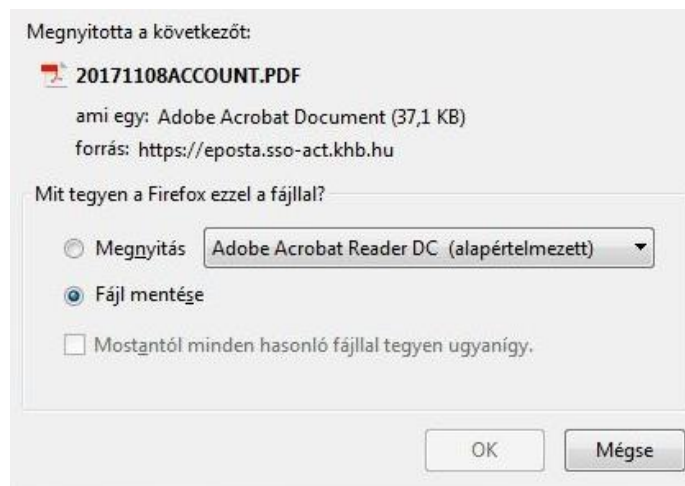 Megnyitotta a következőt:
20171108ACCOUNT.PDF
ami egy: Adobe Acrobat Document (37,1 KB)
forrás: https://eposta.sso-act.khb.hu
Mit tegyen a Firefox ezzel a fájllal?
Megnyitás Adobe Acrobat Reader DC (alapértelmezett)
Fájl mentése
Mostantól minden hasonló fájllal tegyen ugyanígy.
OK Mégse